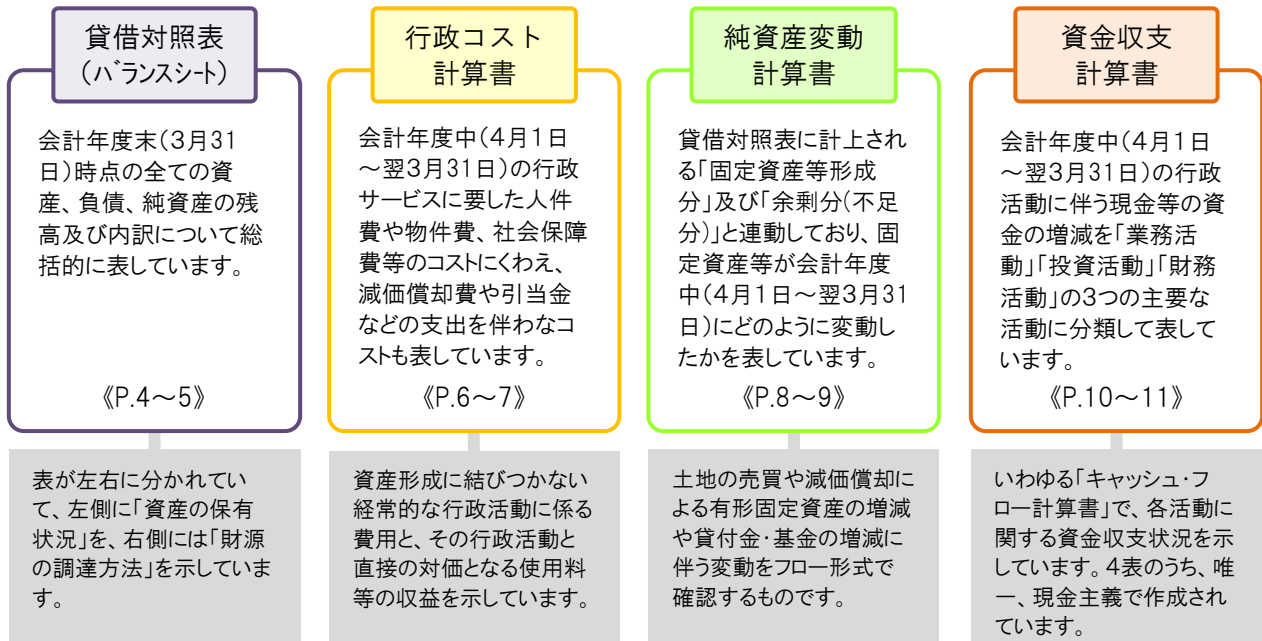 貸借対照表
（バランスシート）
会計年度末（3月31
日）時点の全ての資
産、負債、純資産の残
高及び内訳について総
括的に表しています。
《P.4～5》
表が左右に分かれてい
て、左側に「資産の保有
状況」を、右側には「財源
の調達方法」を示していま
す。
行政コスト
計算書
会計年度中（4月1日
～翌3月31日）の行政
サービスに要した人件
費や物件費、社会保障
費等のコストにくわえ、
減価償却費や引当金
などの支出を伴わなコ
ストも表しています。
《P.6～7》
資産形成に結びつかない
経常的な行政活動に係る
費用と、その行政活動と
直接の対価となる使用料
等の収益を示しています。
純資産変動
計算書
貸借対照表に計上され
る「固定資産等形成
分」及び「余剰分（不足
分）」と連動しており、固
定資産等が会計年度
中（4月1日～翌3月31
日）にどのように変動し
たかを表しています。
《P.8～9》
土地の売買や減価償却に
よる有形固定資産の増減
や貸付金・基金の増減に
伴う変動をフロー形式で
確認するものです。
資金収支
計算書
会計年度中（4月1日
～翌3月31日）の行政
活動に伴う現金等の資
金の増減を「業務活
動」「投資活動」「財務
活動」の3つの主要な
活動に分類して表して
います。
《P.10～11》
いわゆる「キャッシュ・フ
ロー計算書」で、各活動に
関する資金収支状況を示
しています。4表のうち、唯
一、現金主義で作成され
ています。